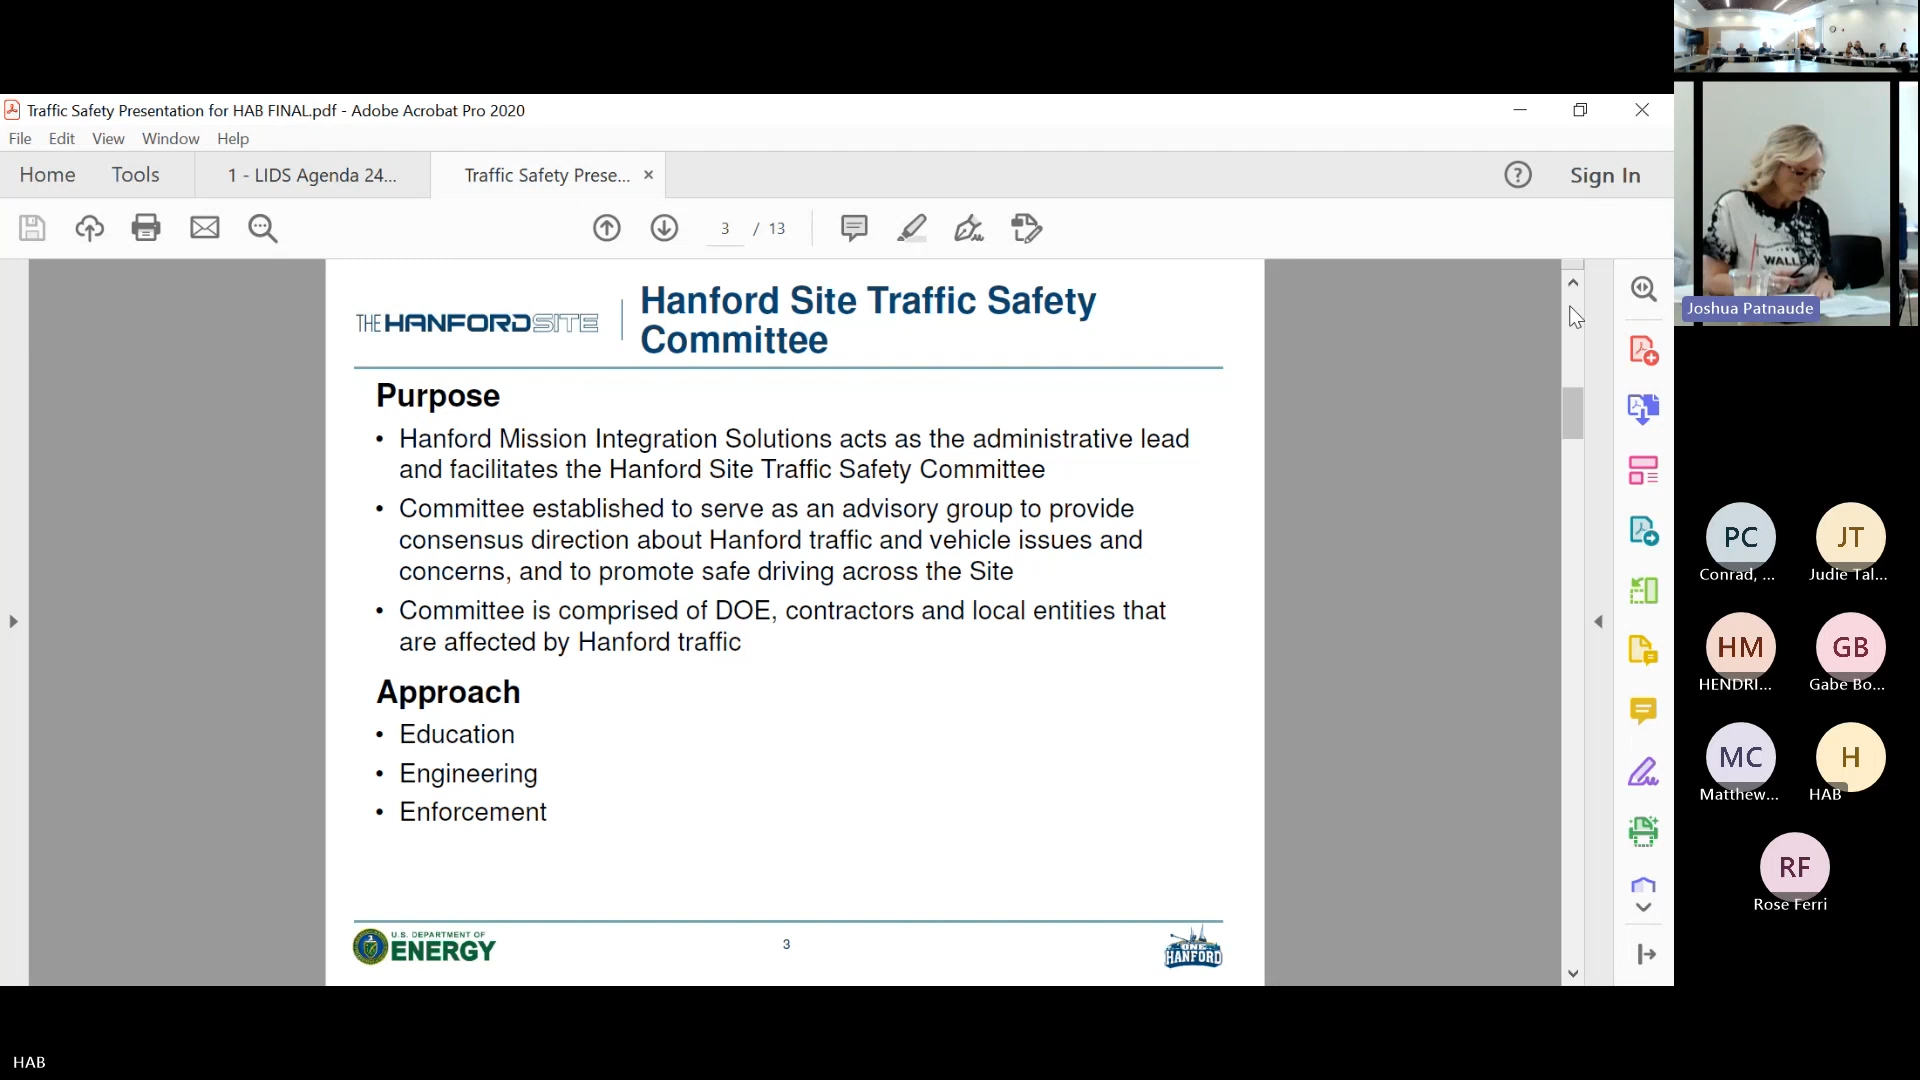 Traffic Safety Presentation for HAB FINAL.pdf - Adobe Acrobat Pro 2020
File Edit View Window Help
Home Tools 1 - LIDS Agenda 24... Traffic Safety Prese... × Sign In
3 / 13
THE HANFORD SITE
Hanford Site Traffic Safety
Committee
Purpose
• Hanford Mission Integration Solutions acts as the administrative lead
and facilitates the Hanford Site Traffic Safety Committee
• Committee established to serve as an advisory group to provide
consensus direction about Hanford traffic and vehicle issues and
concerns, and to promote safe driving across the Site
• Committee is comprised of DOE, contractors and local entities that
are affected by Hanford traffic
Approach
• Education
• Engineering
• Enforcement
U.S. DEPARTMENT OF
ENERGY
3
ONE
HANFORD
Joshua Patnaude
PC JT
Conrad, ... Judie Tal...
HM GB
HENDRI... Gabe Bo...
MC H
Matthew... HAB
RF
Rose Ferri
HAB